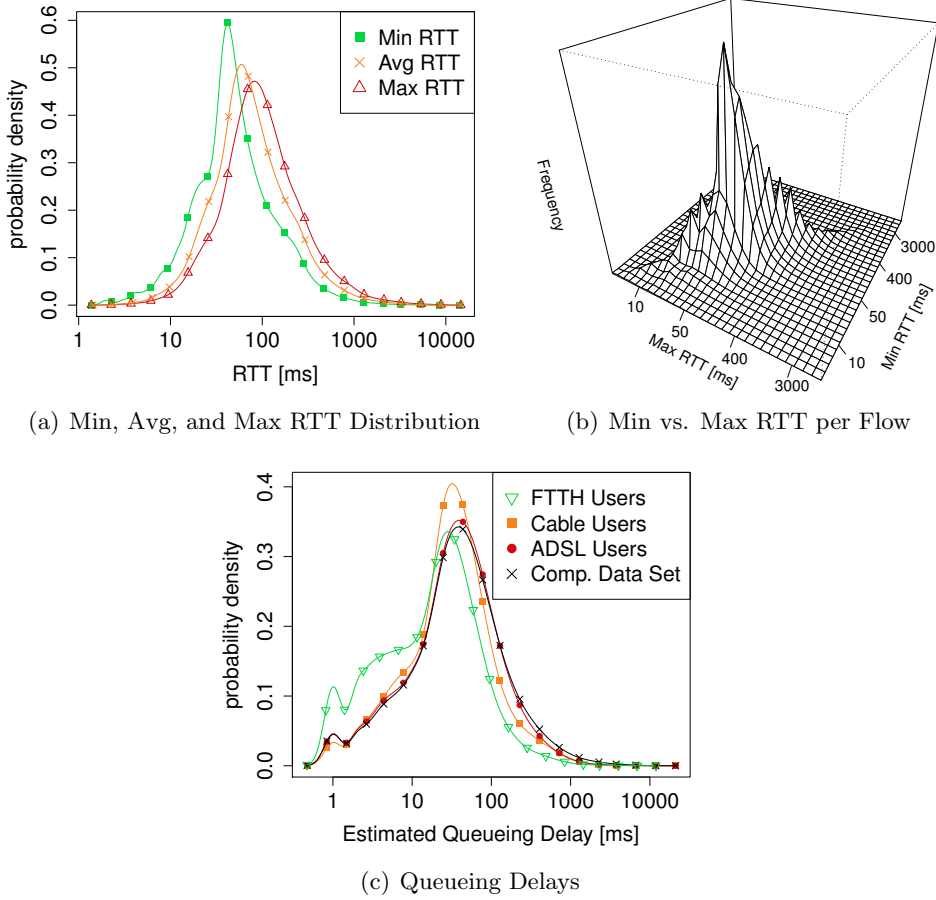 probability density
0.0 0.1 0.2 0.3 0.4 0.5 0.6
Min RTT
Avg RTT
Max RTT
1 10 100 1000 10000
RTT [ms]
(a) Min, Avg, and Max RTT Distribution
Frequency
10 50 400 3000
Max RTT [ms]
10 50 400 3000
Min RTT [ms]
(b) Min vs. Max RTT per Flow
probability density
0.0 0.1 0.2 0.3 0.4
FTTH Users
Cable Users
ADSL Users
Comp. Data Set
1 10 100 1000 10000
Estimated Queueing Delay [ms]
(c) Queueing Delays